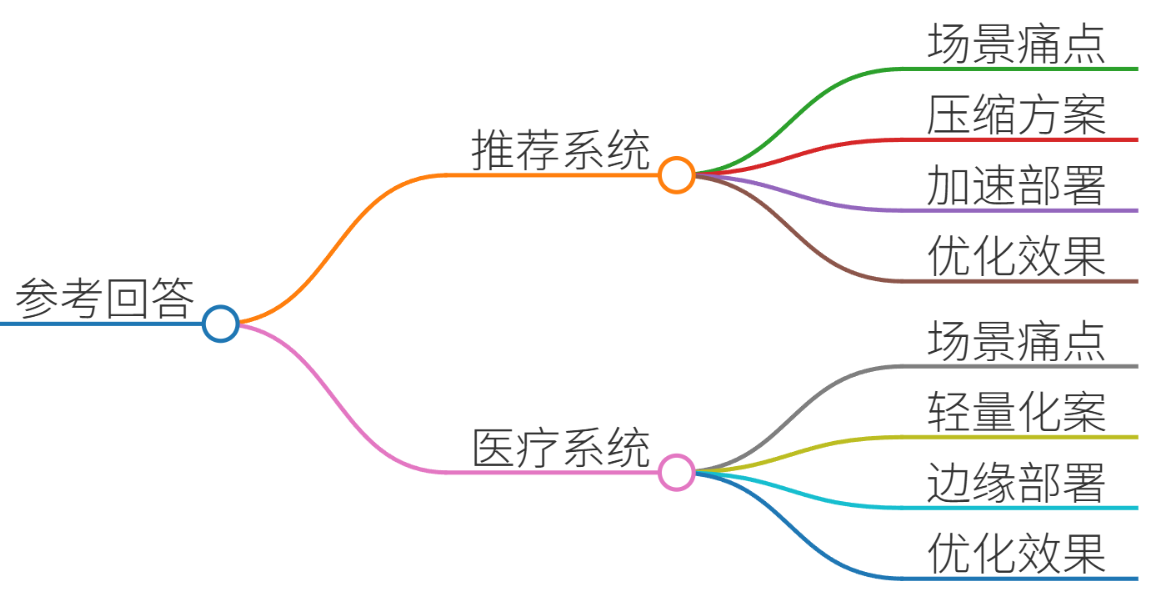 参考回答
推荐系统
场景痛点
压缩方案
加速部署
优化效果
医疗系统
场景痛点
轻量化案
边缘部署
优化效果